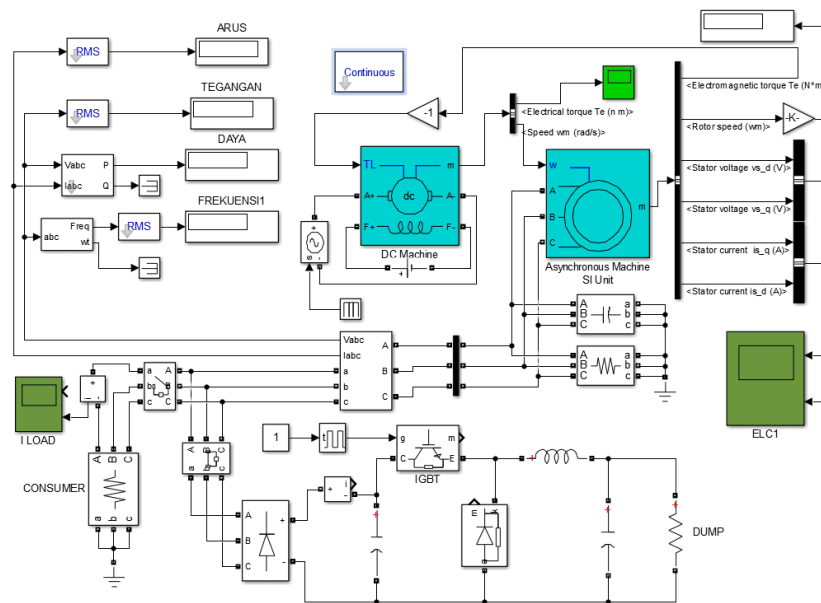 ARUS
RMS
TEGANGAN
RMS
DAYA
Vabc
Iabc
P
Q
FREKUENSI1
abc
Freq
wt
RMS
Continuous
-1
<Electrical torque Te (n m)>
<Speed wm (rad/s)>
TL
m
A+
dc
A-
F+
F-
DC Machine
s
+
-
w
A
B
C
m
Asynchronous Machine
SI Unit
<Electromagnetic torque Te (N*m
<Rotor speed (wm)>
-K-
<Stator voltage vs_d (V)>
<Stator voltage vs_q (V)>
<Stator current is_q (A)>
<Stator current is_d (A)>
A a
B b
C c
A a
B b
C c
Vabc
Iabc
A
a
B
b
C
c
a A
b B
c C
+
i
-
I LOAD
ELC1
A B C
a b c
CONSUMER
A B C
a b c
1
t
g m
C E
IGBT
A
B
C
+
-
+
i
-
m
k
a
+
+
DUMP